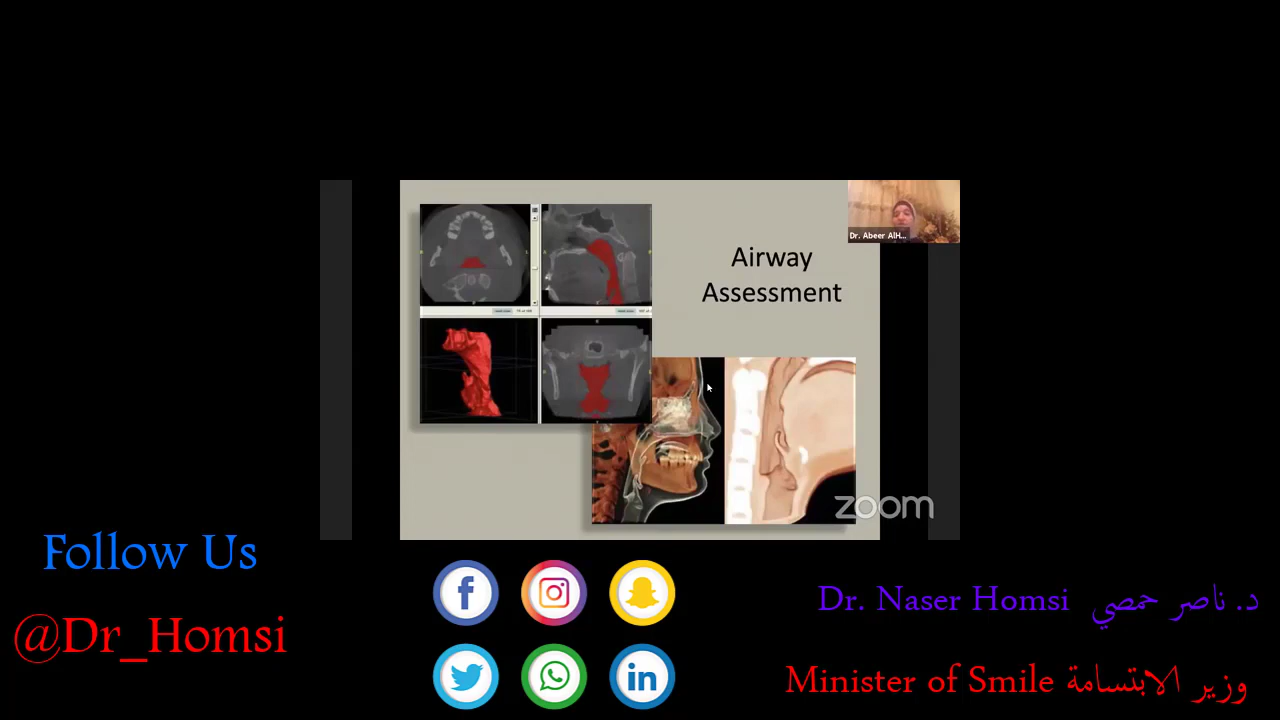 Dr. Abeer AlH...
Airway
Assessment
zoom
Follow Us
@Dr_Homsi
Dr. Naser Homsi د. ناصر حمصي
Minister of Smile وزير الابتسامة